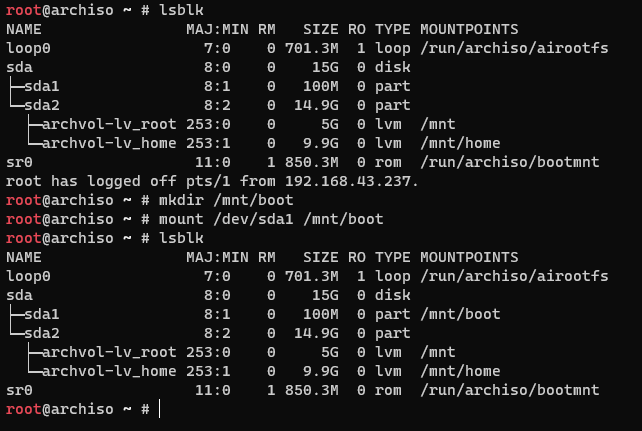 root@archiso ~ # lsblk
NAME                MAJ:MIN RM   SIZE RO TYPE MOUNTPOINTS
loop0                 7:0    0 701.3M  1 loop /run/archiso/airootfs
sda                   8:0    0    15G  0 disk
├─sda1                8:1    0   100M  0 part
└─sda2                8:2    0  14.9G  0 part
  ├─archvol-lv_root 253:0    0     5G  0 lvm  /mnt
  └─archvol-lv_home 253:1    0   9.9G  0 lvm  /mnt/home
sr0                  11:0    1 850.3M  0 rom  /run/archiso/bootmnt
root has logged off pts/1 from 192.168.43.237.
root@archiso ~ # mkdir /mnt/boot
root@archiso ~ # mount /dev/sda1 /mnt/boot
root@archiso ~ # lsblk
NAME                MAJ:MIN RM   SIZE RO TYPE MOUNTPOINTS
loop0                 7:0    0 701.3M  1 loop /run/archiso/airootfs
sda                   8:0    0    15G  0 disk
├─sda1                8:1    0   100M  0 part /mnt/boot
└─sda2                8:2    0  14.9G  0 part
  ├─archvol-lv_root 253:0    0     5G  0 lvm  /mnt
  └─archvol-lv_home 253:1    0   9.9G  0 lvm  /mnt/home
sr0                  11:0    1 850.3M  0 rom  /run/archiso/bootmnt
root@archiso ~ #